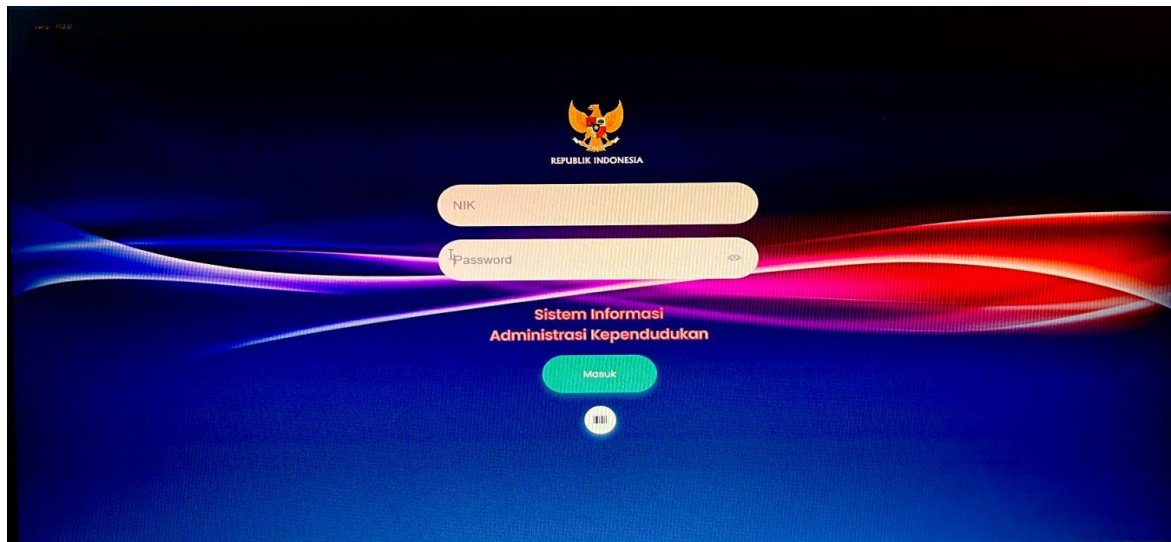 REPUBLIK INDONESIA
NIK
Password
Sistem Informasi
Administrasi Kependudukan
Masuk